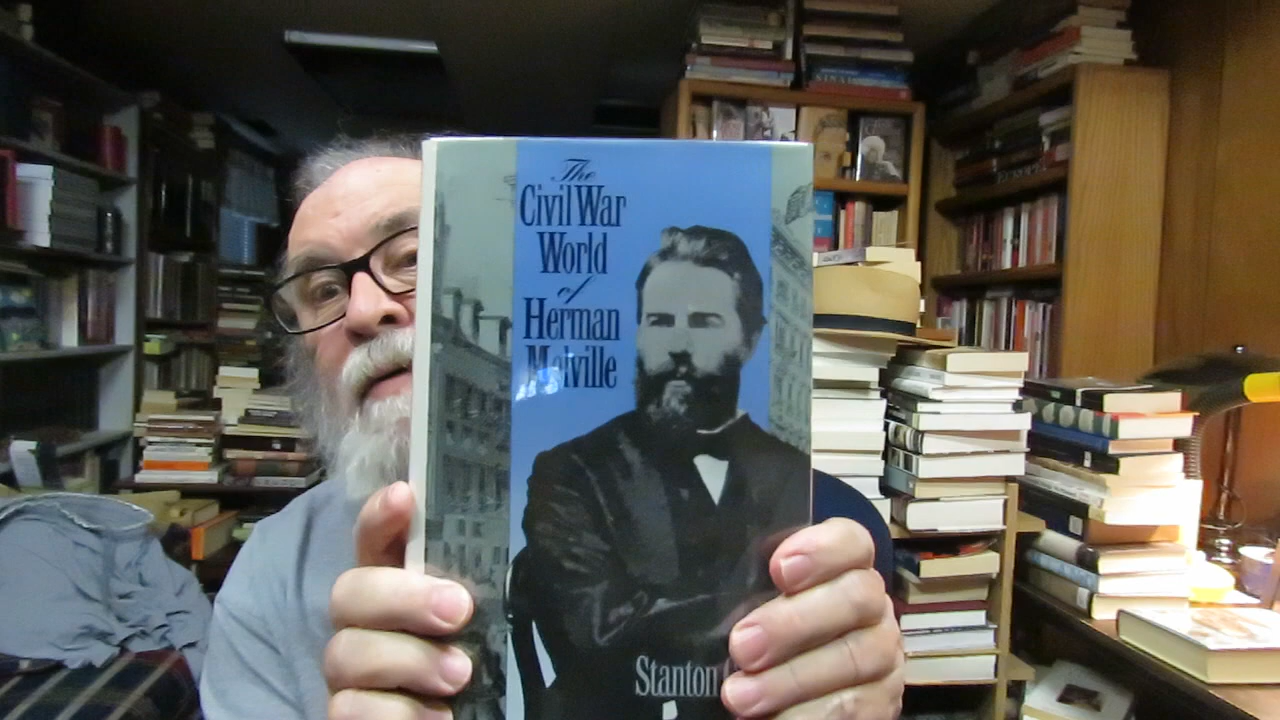 The
Civil War
World
of
Herman
Melville
Stanton